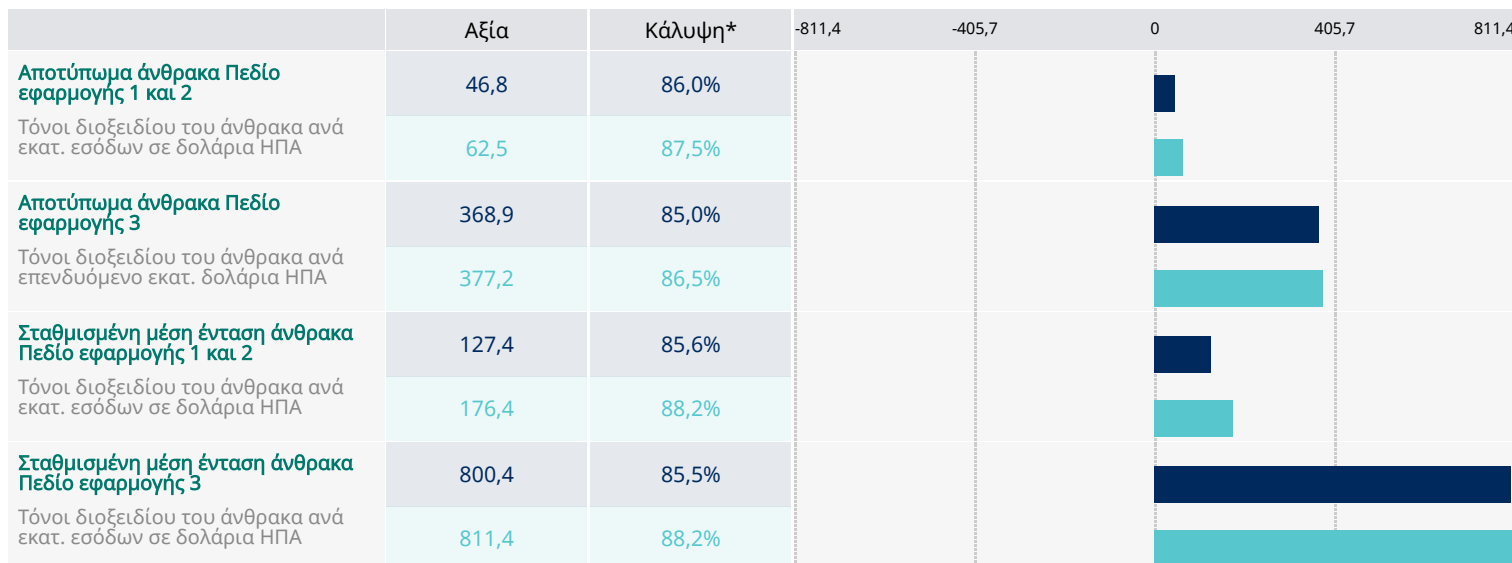 Αξία Κάλυψη* -811,4 -405,7 0 405,7 811,4
Αποτύπωμα άνθρακα Πεδίο
εφαρμογής 1 και 2
46,8 86,0%
Τόνοι διοξειδίου του άνθρακα ανά
εκατ. εσόδων σε δολάρια ΗΠΑ
62,5 87,5%
Αποτύπωμα άνθρακα Πεδίο
εφαρμογής 3
368,9 85,0%
Τόνοι διοξειδίου του άνθρακα ανά
επενδυόμενο εκατ. δολάρια ΗΠΑ
377,2 86,5%
Σταθμισμένη μέση ένταση άνθρακα
Πεδίο εφαρμογής 1 και 2
127,4 85,6%
Τόνοι διοξειδίου του άνθρακα ανά
εκατ. εσόδων σε δολάρια ΗΠΑ
176,4 88,2%
Σταθμισμένη μέση ένταση άνθρακα
Πεδίο εφαρμογής 3
800,4 85,5%
Τόνοι διοξειδίου του άνθρακα ανά
εκατ. εσόδων σε δολάρια ΗΠΑ
811,4 88,2%